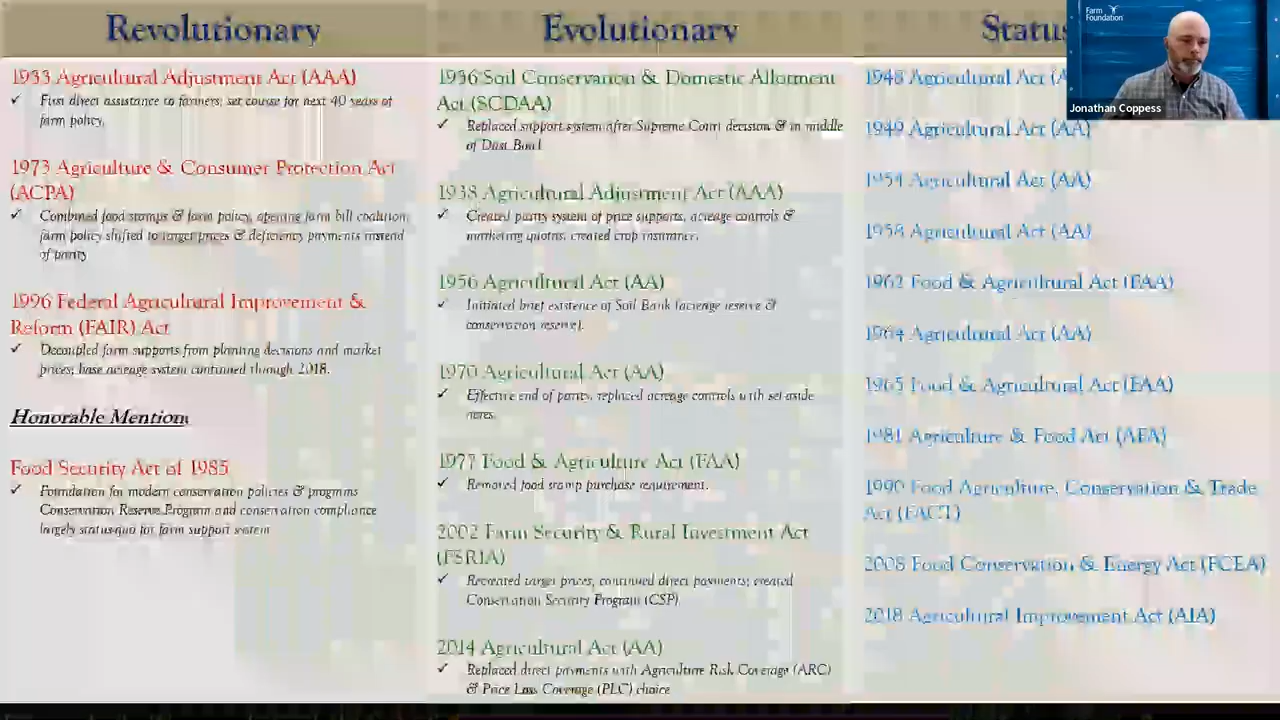 Revolutionary
1933 Agricultural Adjustment Act (AAA)
✓ First direct assistance to farmers; set course for next 40 years of
farm policy.
1973 Agriculture & Consumer Protection Act
(ACPA)
✓ Combined food stamps & farm policy, opening farm bill coalition;
farm policy shifted to target prices & deficiency payments instead
of parity
1996 Federal Agricultural Improvement &
Reform (FAIR) Act
✓ Decoupled farm supports from planting decisions and market
prices; base acreage system continued through 2018.
Honorable Mention:
Food Security Act of 1985
✓ Foundation for modern conservation policies & programs
Conservation Reserve Program and conservation compliance
largely status-quo for farm support system
Evolutionary
1936 Soil Conservation & Domestic Allotment
Act (SCDAA)
✓ Replaced support system after Supreme Court decision & in middle
of Dust Bowl
1938 Agricultural Adjustment Act (AAA)
✓ Created parity system of price supports, acreage controls &
marketing quotas; created crop insurance.
1956 Agricultural Act (AA)
✓ Initiated brief existence of Soil Bank (acreage reserve &
conservation reserve).
1970 Agricultural Act (AA)
✓ Effective end of parity, replaced acreage controls with set aside
acres.
1977 Food & Agriculture Act (FAA)
✓ Removed food stamp purchase requirement.
2002 Farm Security & Rural Investment Act
(FSRIA)
✓ Recreated target prices, continued direct payments; created
Conservation Security Program (CSP)
2014 Agricultural Act (AA)
✓ Replaced direct payments with Agriculture Risk Coverage (ARC)
& Price Loss Coverage (PLC) choice
Status
1948 Agricultural Act
1949 Agricultural Act (AA)
1954 Agricultural Act (AA)
1958 Agricultural Act (AA)
1962 Food & Agricultural Act (FAA)
1964 Agricultural Act (AA)
1965 Food & Agricultural Act (FAA)
1981 Agriculture & Food Act (AFA)
1990 Food Agriculture, Conservation & Trade
Act (FACT)
2008 Food Conservation & Energy Act (FCEA)
2018 Agricultural Improvement Act (AIA)
Farm
Foundation
Jonathan Coppess